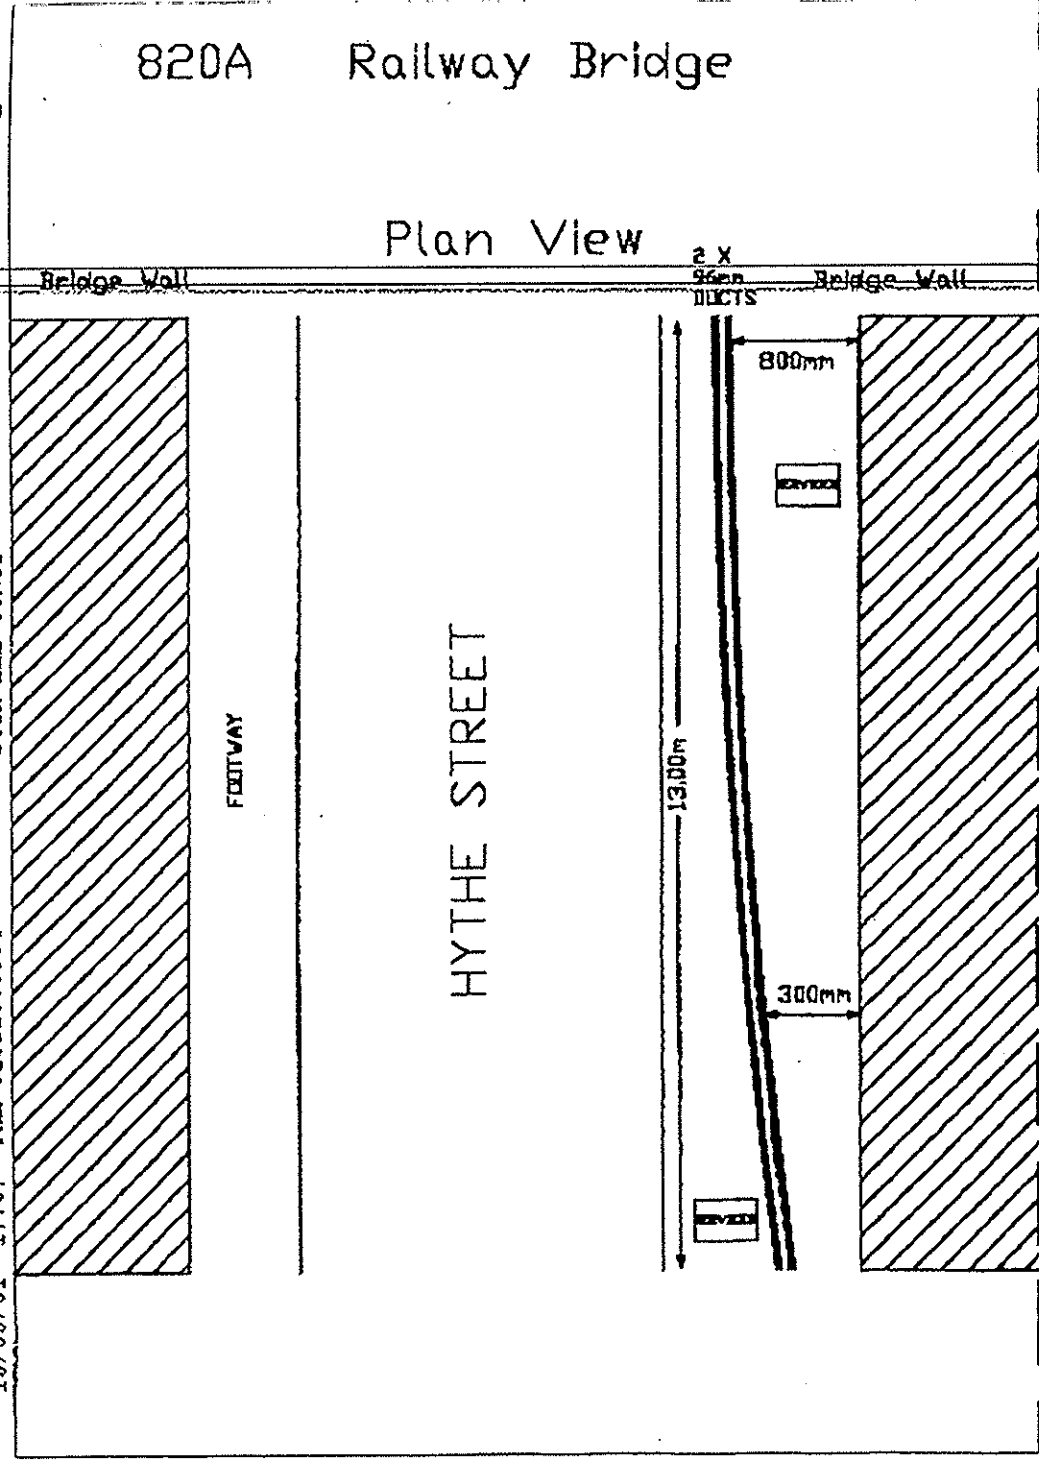 820A Railway Bridge
Plan View
2 X
96mm
DUCTS
Bridge Wall
Bridge Wall
800mm
FOOTWAY
HYTHE STREET
13.00m
300mm